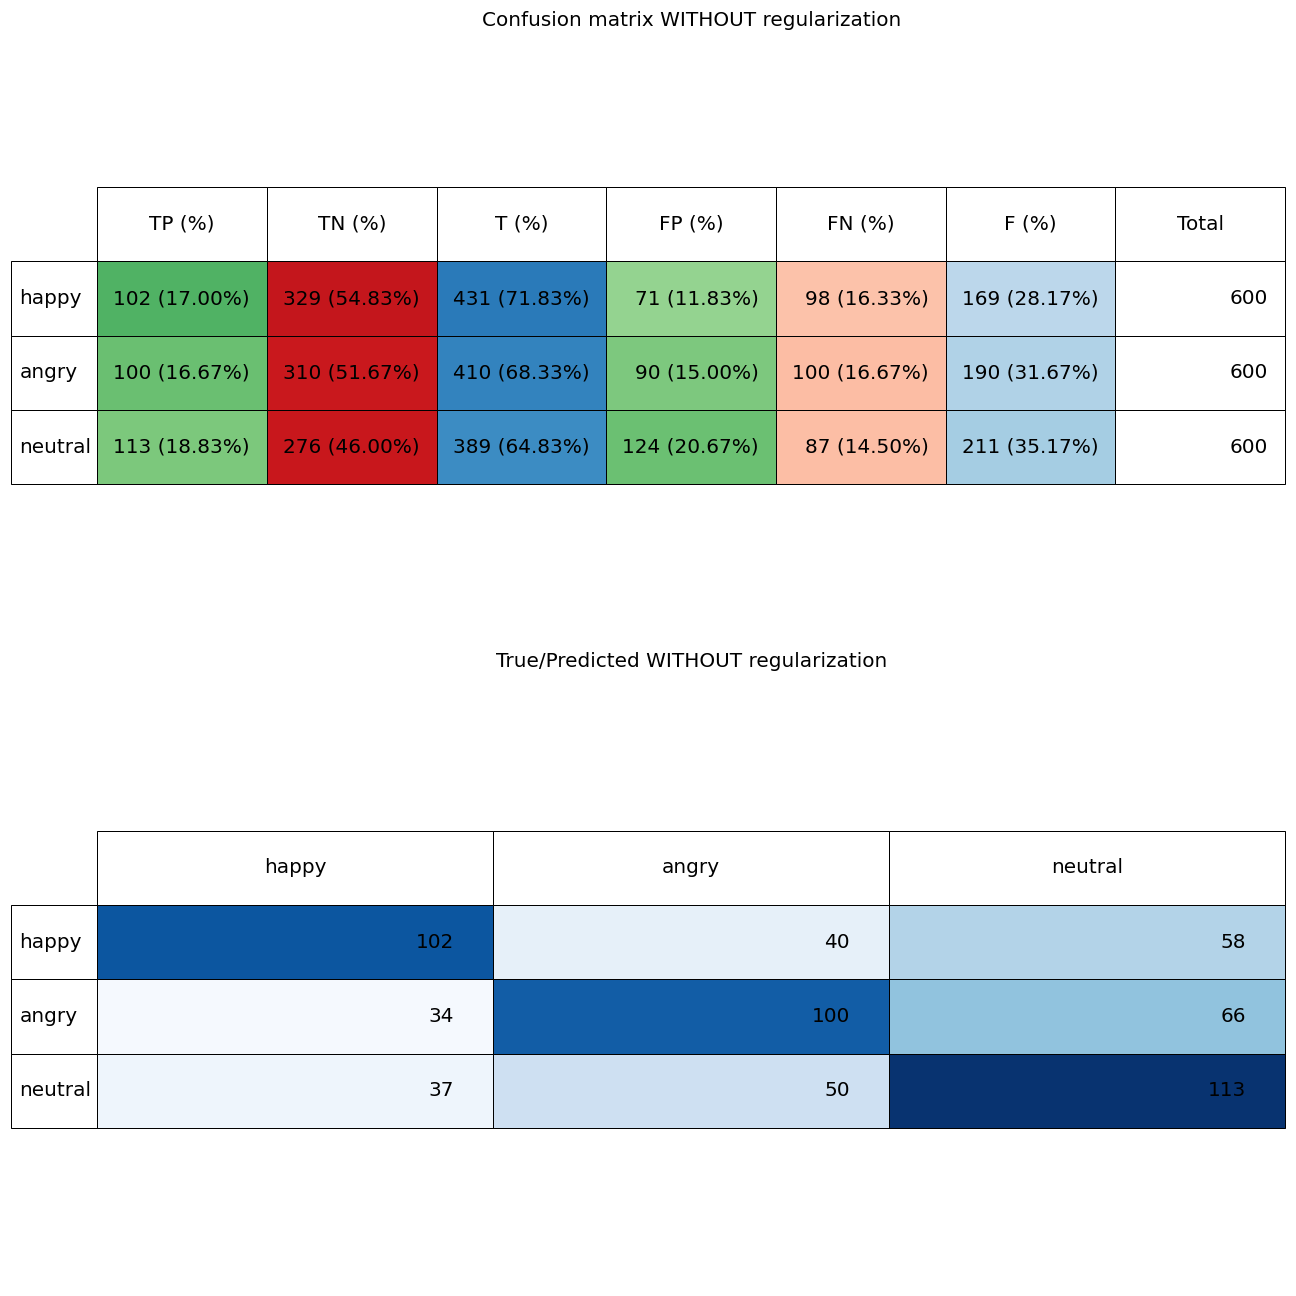 Confusion matrix WITHOUT regularization
TP (%) TN (%) T (%) FP (%) FN (%) F (%) Total
happy 102 (17.00%) 329 (54.83%) 431 (71.83%) 71 (11.83%) 98 (16.33%) 169 (28.17%) 600
angry 100 (16.67%) 310 (51.67%) 410 (68.33%) 90 (15.00%) 100 (16.67%) 190 (31.67%) 600
neutral 113 (18.83%) 276 (46.00%) 389 (64.83%) 124 (20.67%) 87 (14.50%) 211 (35.17%) 600
True/Predicted WITHOUT regularization
happy angry neutral
happy 102 40 58
angry 34 100 66
neutral 37 50 113